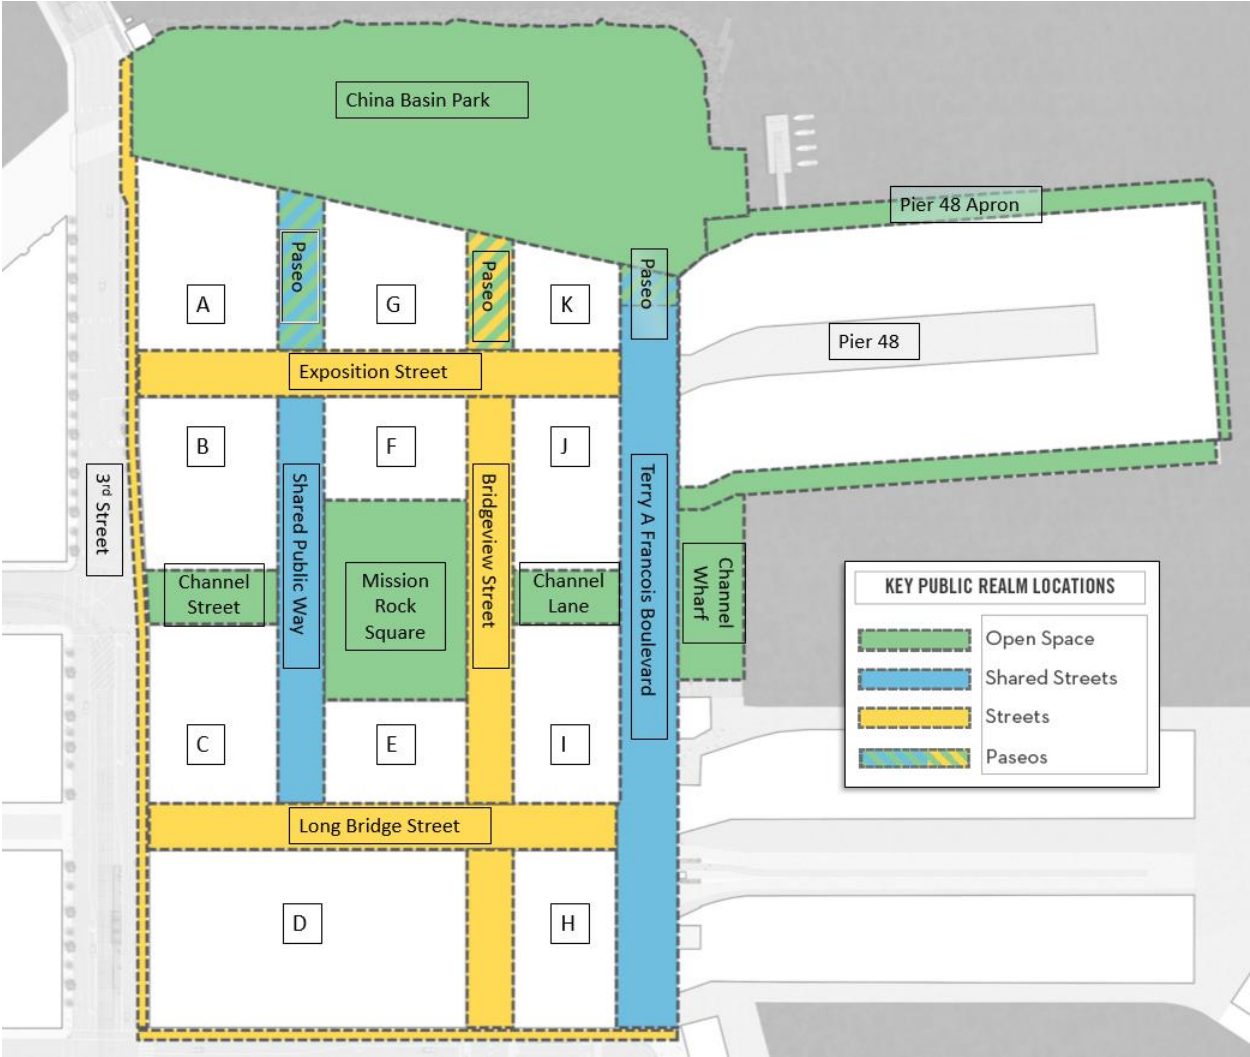 China Basin Park
Pier 48 Apron
Paseo
Paseo
Paseo
A
G
K
Pier 48
Exposition Street
B
F
J
3rd Street
Shared Public Way
Bridgeview Street
Terry A Francois Boulevard
Channel
Street
Mission
Rock
Square
Channel
Lane
Channel
Wharf
KEY PUBLIC REALM LOCATIONS
Open Space
Shared Streets
Streets
Paseos
C
E
I
Long Bridge Street
D
H